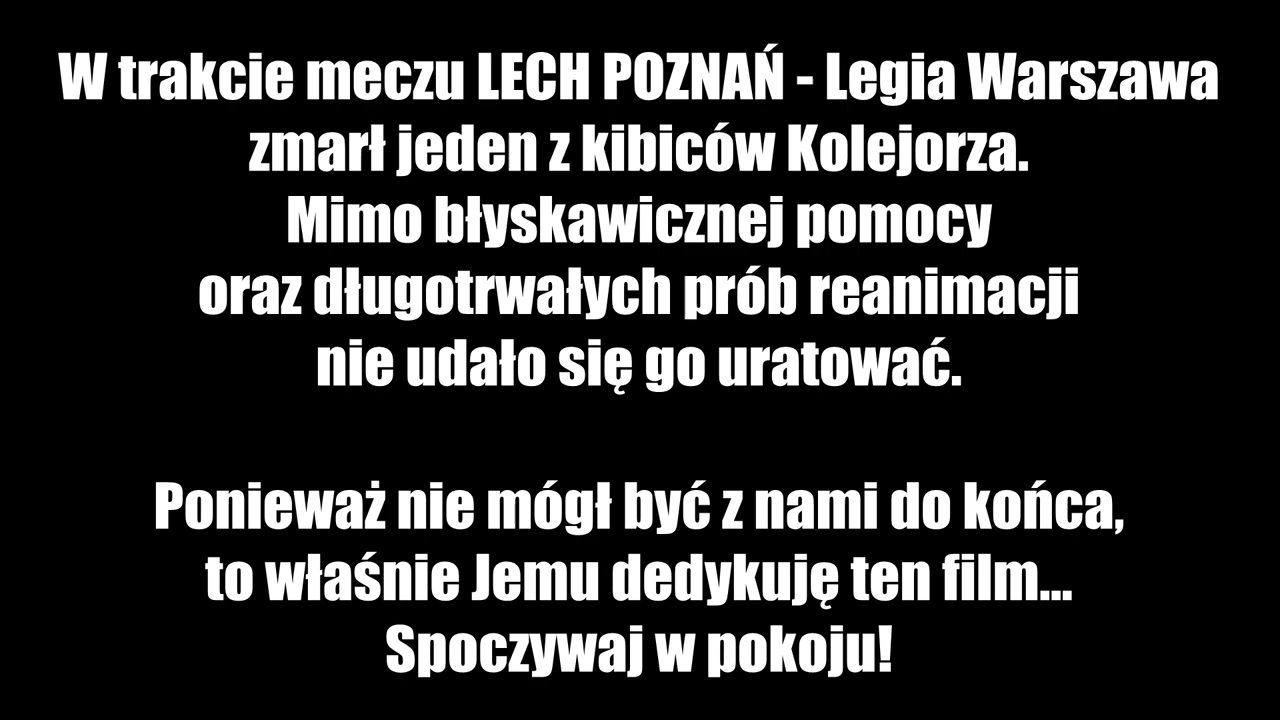 W trakcie meczu LECH POZNAŃ - Legia Warszawa
zmarł jeden z kibiców Kolejorza.
Mimo błyskawicznej pomocy
oraz długotrwałych prób reanimacji
nie udało się go uratować.
Ponieważ nie mógł być z nami do końca,
to właśnie Jemu dedykuję ten film...
Spoczywaj w pokoju!